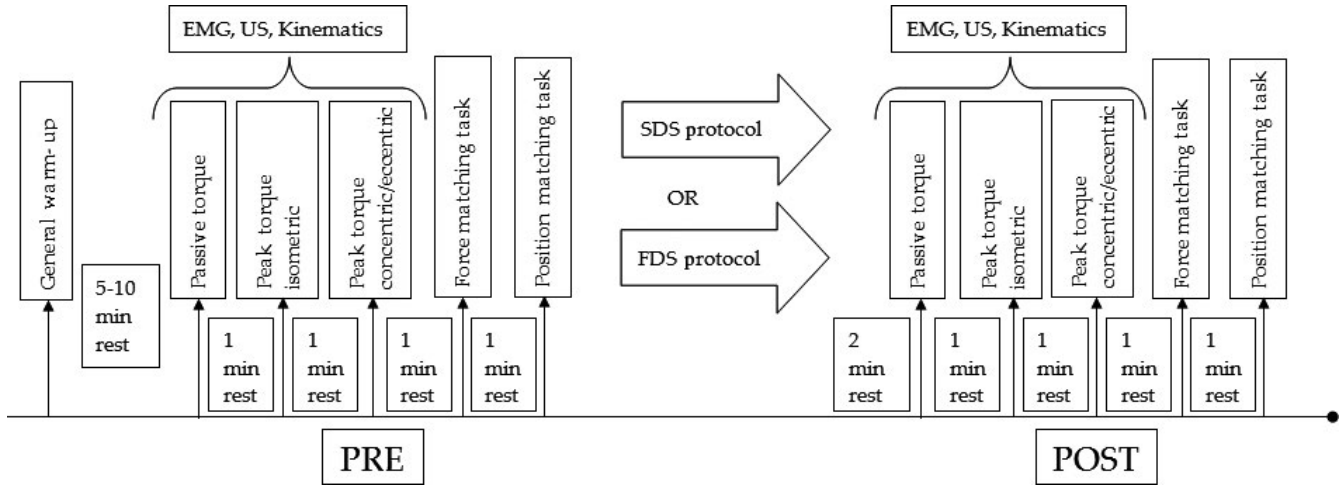 EMG, US, Kinematics
General warm- up
5-10
min
rest
Passive torque
Peak torque
isometric
Peak torque
concentric/eccentric
Force matching task
Position matching task
1
min
rest
1
min
rest
1
min
rest
1
min
rest
PRE
SDS protocol
OR
FDS protocol
EMG, US, Kinematics
Passive torque
Peak torque
isometric
Peak torque
concentric/eccentric
Force matching task
Position matching task
2
min
rest
1
min
rest
1
min
rest
1
min
rest
1
min
rest
POST